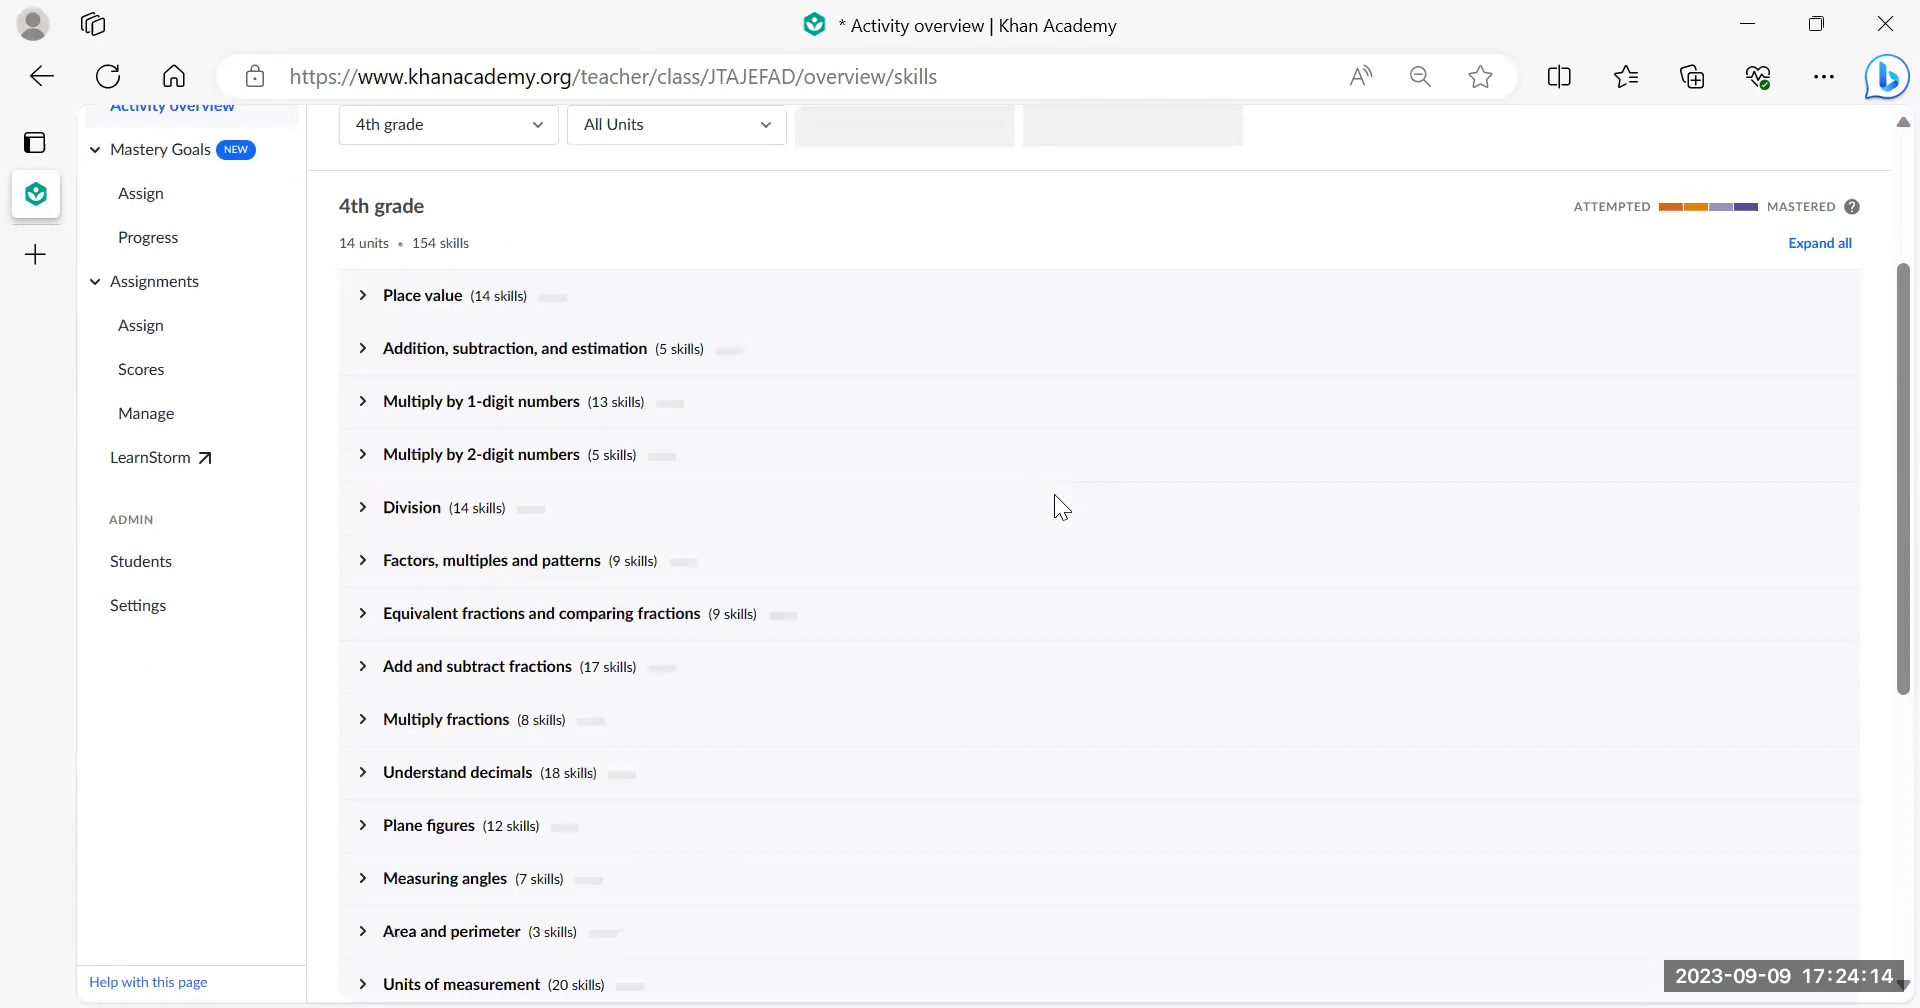 * Activity overview | Khan Academy
https://www.khanacademy.org/teacher/class/JTAJEFAD/overview/skills
Activity overview
4th grade
All Units
Mastery Goals NEW
Assign
Progress
Assignments
Assign
Scores
Manage
LearnStorm
ADMIN
Students
Settings
Help with this page
4th grade
ATTEMPTED MASTERED ?
14 units • 154 skills
Expand all
Place value (14 skills)
Addition, subtraction, and estimation (5 skills)
Multiply by 1-digit numbers (13 skills)
Multiply by 2-digit numbers (5 skills)
Division (14 skills)
Factors, multiples and patterns (9 skills)
Equivalent fractions and comparing fractions (9 skills)
Add and subtract fractions (17 skills)
Multiply fractions (8 skills)
Understand decimals (18 skills)
Plane figures (12 skills)
Measuring angles (7 skills)
Area and perimeter (3 skills)
Units of measurement (20 skills)
2023-09-09 17:24:14